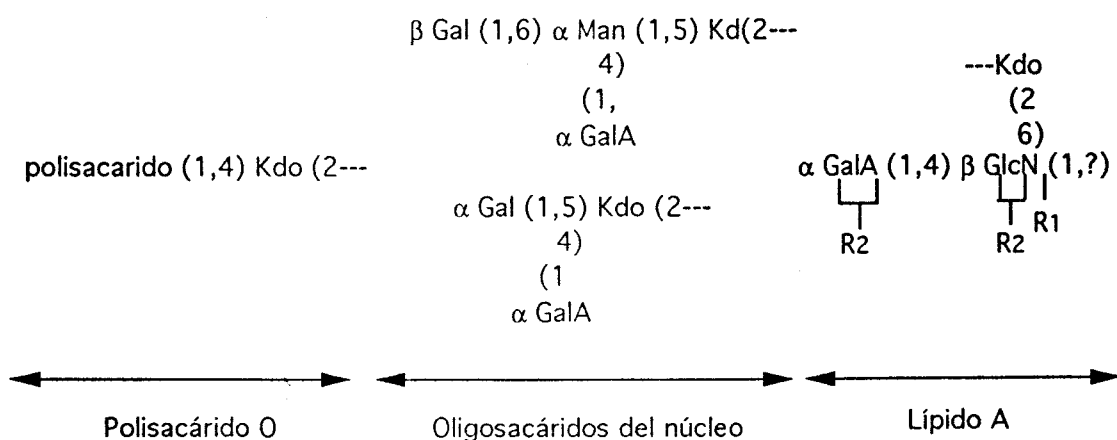 β Gal (1,6) α Man (1,5) Kd(2---
4)
(1,
α GalA
---Kdo
(2
6)
polisacarido (1,4) Kdo (2---
α GalA (1,4) β GlcN (1,?)
R2
R2
R1
α Gal (1,5) Kdo (2---
4)
(1
α GalA
Polisacárido O
Oligosacáridos del núcleo
Lípido A